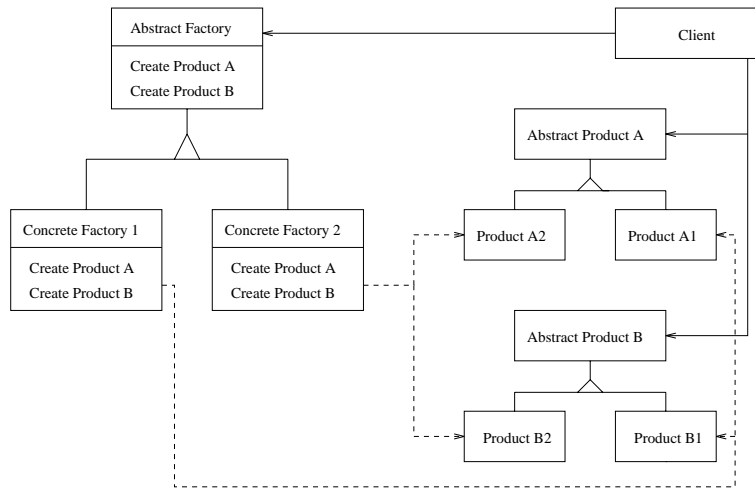 Abstract Factory
Create Product A
Create Product B
Client
Abstract Product A
Concrete Factory 1
Create Product A
Create Product B
Concrete Factory 2
Create Product A
Create Product B
Product A2
Product A1
Abstract Product B
Product B2
Product B1